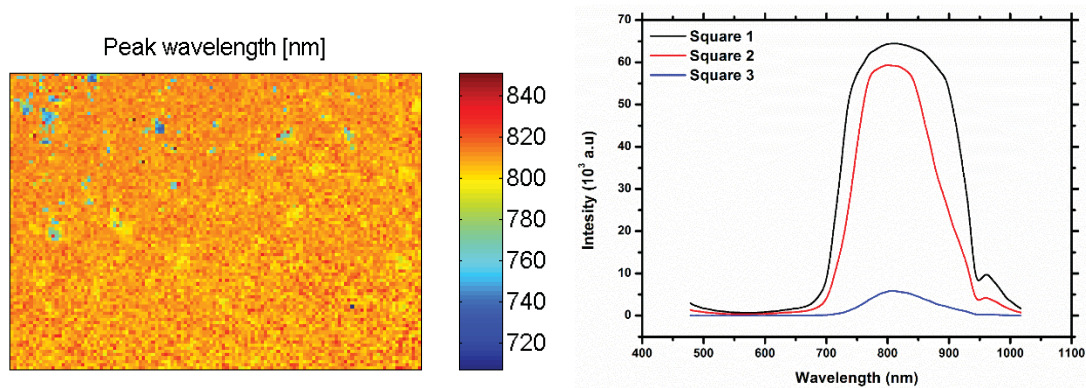 Peak wavelength [nm]
840
820
800
780
760
740
720
70
60
50
40
30
20
10
0
Intesity (10³ a.u)
Square 1
Square 2
Square 3
400 500 600 700 800 900 1000 1100
Wavelength (nm)